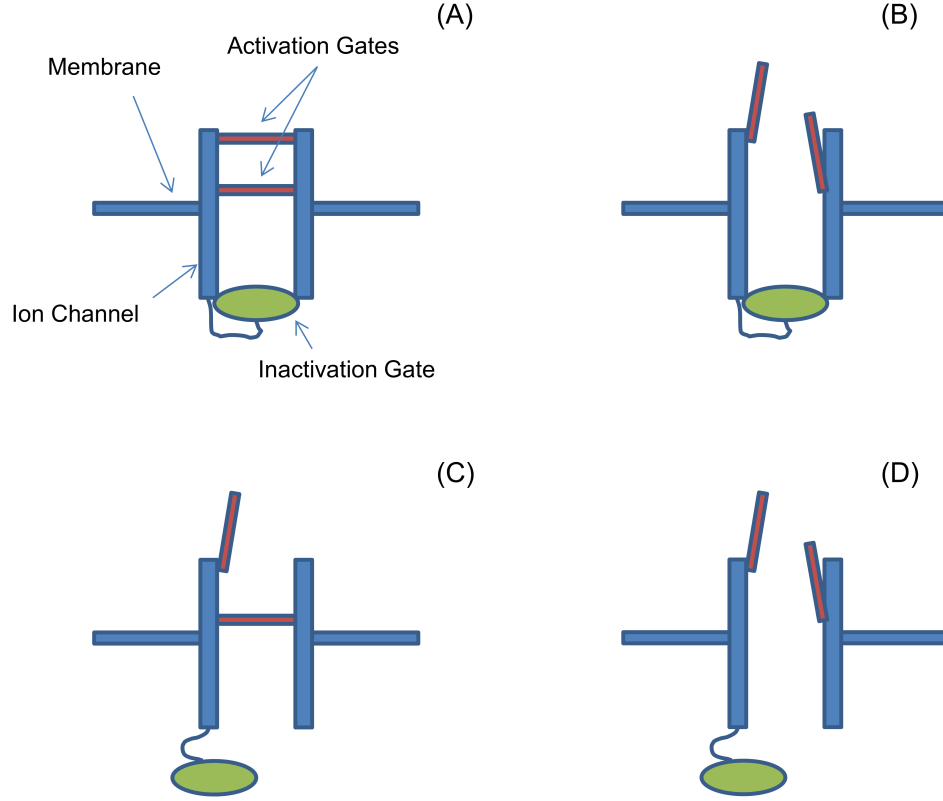 (A)
(B)
Activation Gates
Membrane
Ion Channel
Inactivation Gate
(C)
(D)